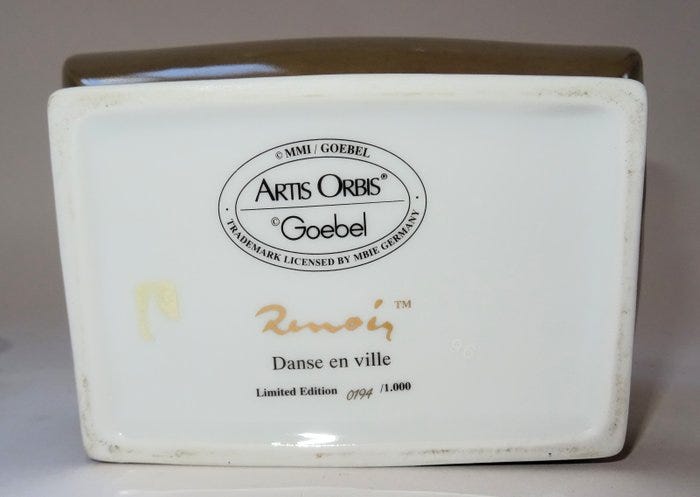 © MMI / GOEBEL
ARTIS ORBIS®
© Goebel
· TRADEMARK LICENSED BY MBIE GERMANY ·
Renoir™
Danse en ville
Limited Edition 0194 /1.000
96